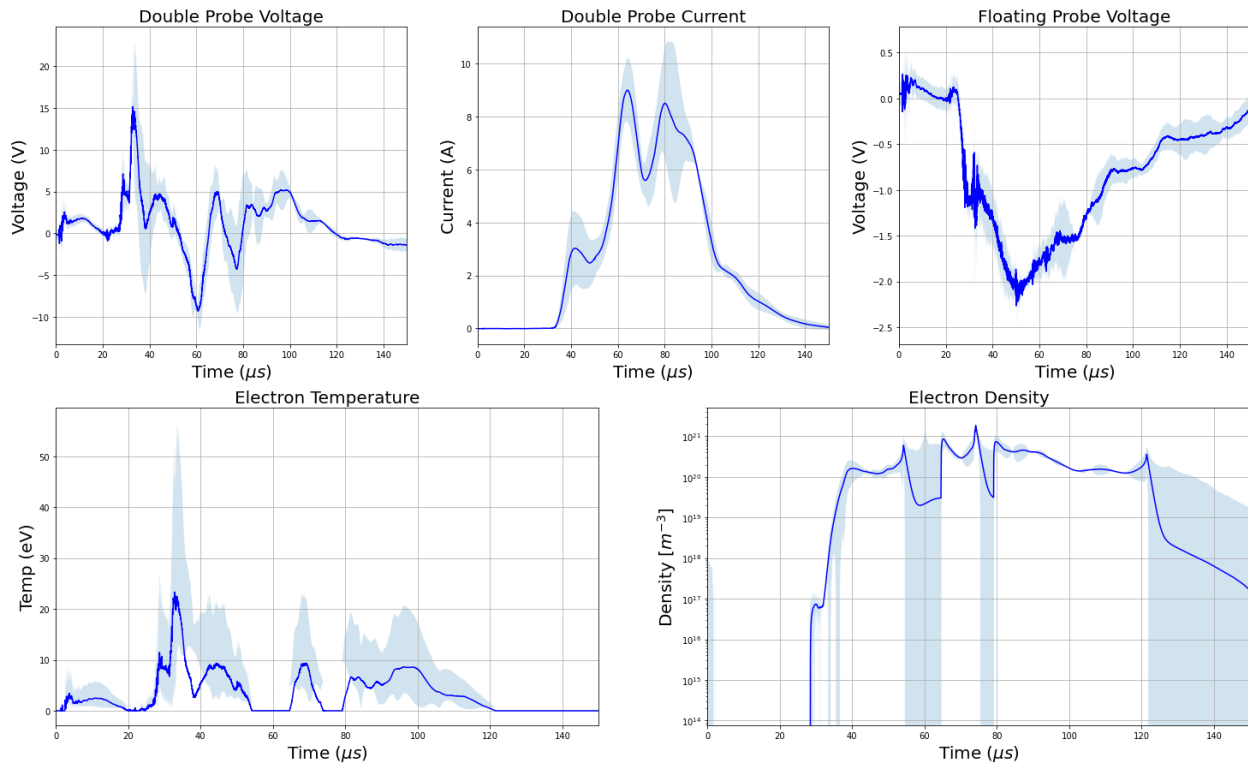 Double Probe Voltage
Voltage (V)
20
15
10
5
0
−5
−10
0 20 40 60 80 100 120 140
Time (μs)
Double Probe Current
Current (A)
10
8
6
4
2
0
0 20 40 60 80 100 120 140
Time (μs)
Floating Probe Voltage
Voltage (V)
0.5
0.0
−0.5
−1.0
−1.5
−2.0
−2.5
0 20 40 60 80 100 120 140
Time (μs)
Electron Temperature
Temp (eV)
50
40
30
20
10
0
0 20 40 60 80 100 120 140
Time (μs)
Electron Density
Density [m⁻³]
10²¹
10²⁰
10¹⁹
10¹⁸
10¹⁷
10¹⁶
10¹⁵
10¹⁴
0 20 40 60 80 100 120 140
Time (μs)